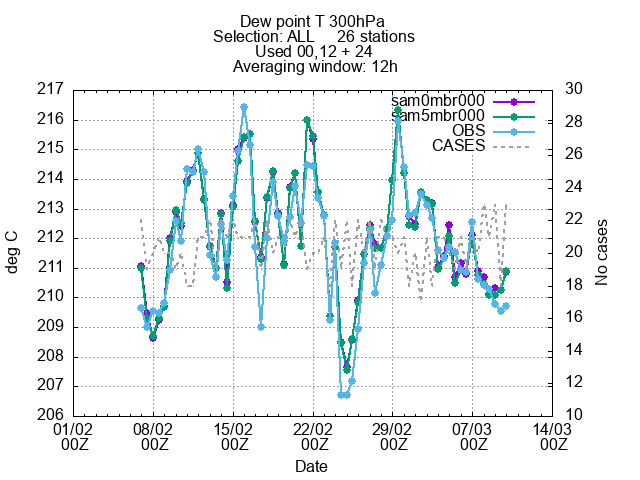 Dew point T 300hPa
Selection: ALL 26 stations
Used 00,12 + 24
Averaging window: 12h
217 30
sam0mbr000
216 28
sam5mbr000
OBS
215 26
CASES
214 24
213 22
212
deg C No cases
20
211
18
210
16
209
14
208
12
207
206 10
01/02 08/02 15/02 22/02 29/02 07/03 14/03
00Z 00Z 00Z 00Z 00Z 00Z 00Z
Date